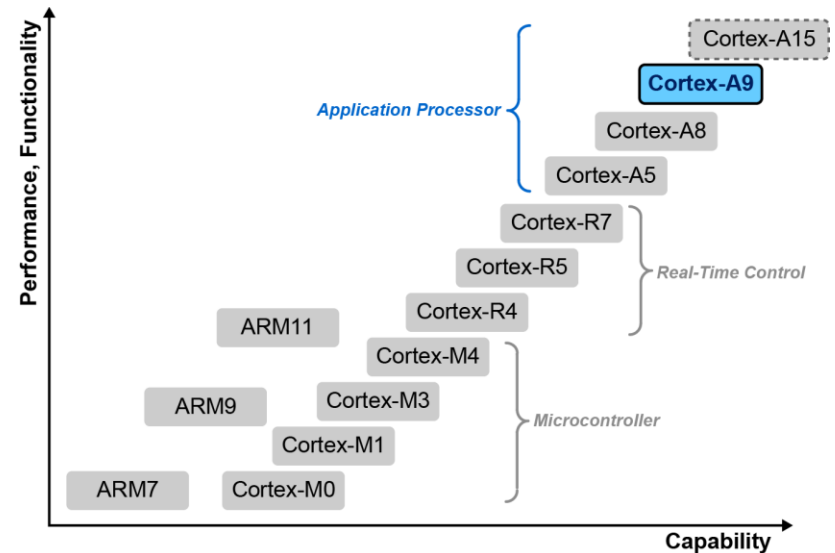 Performance, Functionality
Cortex-A15
Cortex-A9
Application Processor
Cortex-A8
Cortex-A5
Cortex-R7
Cortex-R5
Real-Time Control
Cortex-R4
ARM11
Cortex-M4
Cortex-M3
ARM9
Microcontroller
Cortex-M1
ARM7
Cortex-M0
Capability